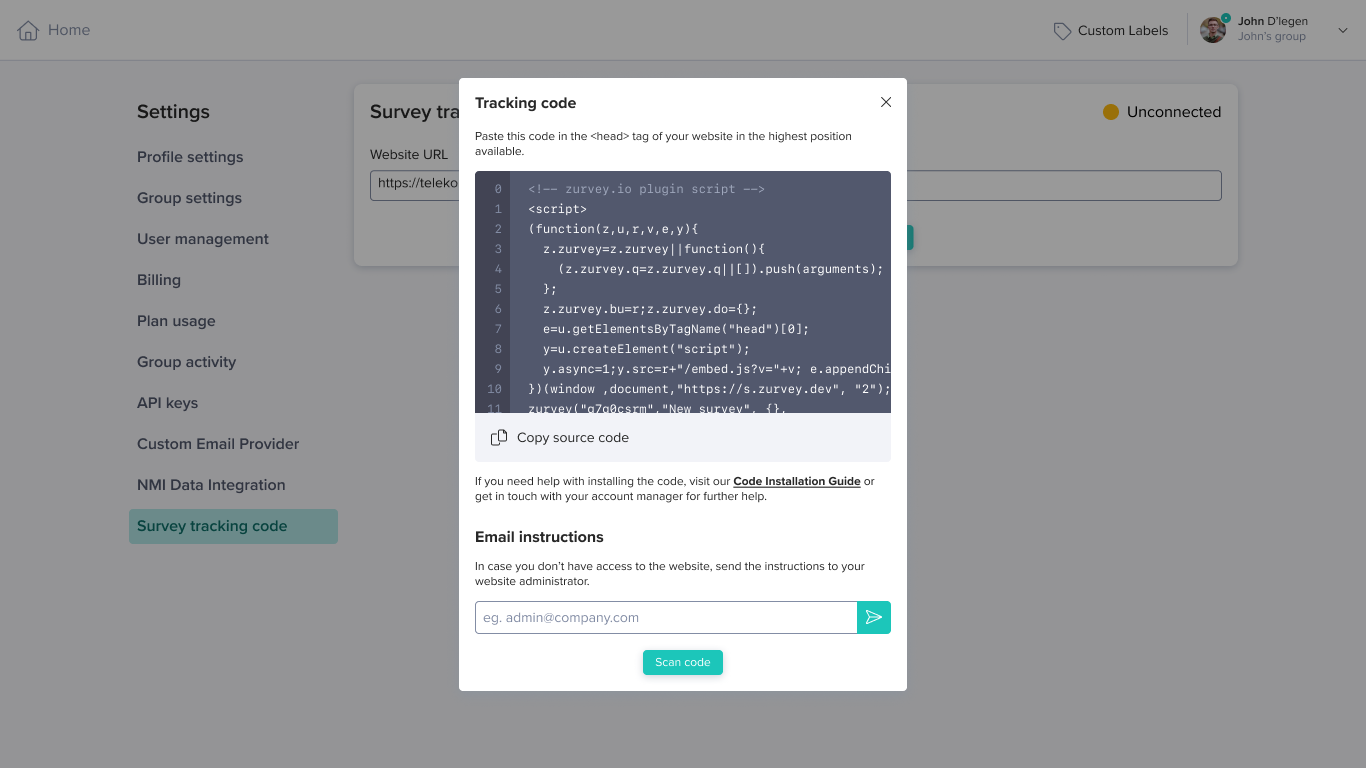 Home
Custom Labels
John D'legen
John's group
Settings
Profile settings
Group settings
User management
Billing
Plan usage
Group activity
API keys
Custom Email Provider
NMI Data Integration
Survey tracking code
Survey tra
Unconnected
Website URL
https://teleko
Tracking code
Paste this code in the <head> tag of your website in the highest position
available.
0 <!-- zurvey.io plugin script -->
1 <script>
2 (function(z,u,r,v,e,y){
3 z.zurvey=z.zurvey||function(){
4 (z.zurvey.q=z.zurvey.q||[]).push(arguments);
5 };
6 z.zurvey.bu=r;z.zurvey.do={};
7 e=u.getElementsByTagName("head")[0];
8 y=u.createElement("script");
9 y.async=1;y.src=r+"/embed.js?v="+v; e.appendChi
10 })(window ,document,"https://s.zurvey.dev", "2");
11 zurvey("q7q0csrm","New survey", {},
Copy source code
If you need help with installing the code, visit our Code Installation Guide or
get in touch with your account manager for further help.
Email instructions
In case you don't have access to the website, send the instructions to your
website administrator.
eg. admin@company.com
Scan code